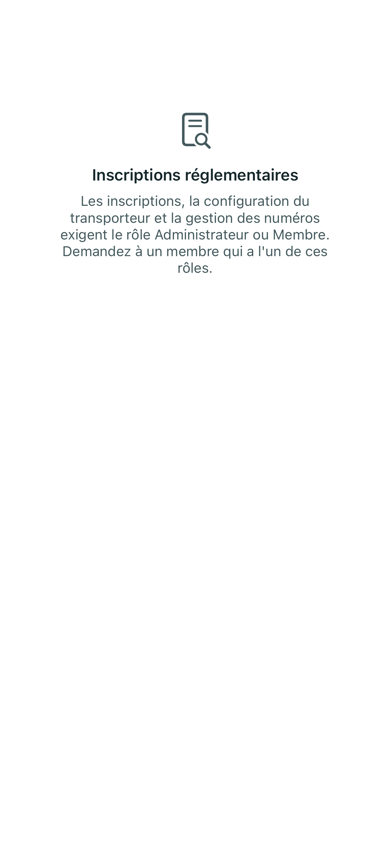 Inscriptions réglementaires
Les inscriptions, la configuration du
transporteur et la gestion des numéros
exigent le rôle Administrateur ou Membre.
Demandez à un membre qui a l'un de ces
rôles.